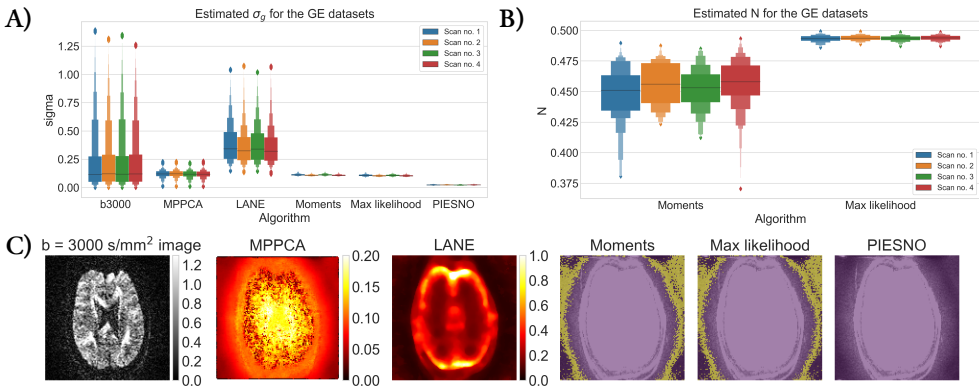 A)
Estimated σg for the GE datasets
Scan no. 1
Scan no. 2
Scan no. 3
Scan no. 4
sigma
1.25
1.00
0.75
0.50
0.25
0.00
b3000 MPPCA LANE Moments Max likelihood PIESNO
Algorithm
B)
Estimated N for the GE datasets
N
0.500
0.475
0.450
0.425
0.400
0.375
Scan no. 1
Scan no. 2
Scan no. 3
Scan no. 4
Moments Max likelihood
Algorithm
C)
b = 3000 s/mm² image MPPCA LANE Moments Max likelihood PIESNO
1.2
1.0
0.8
0.6
0.4
0.2
0.0
0.20
0.15
0.10
0.05
0.00
1.0
0.8
0.6
0.4
0.2
0.0